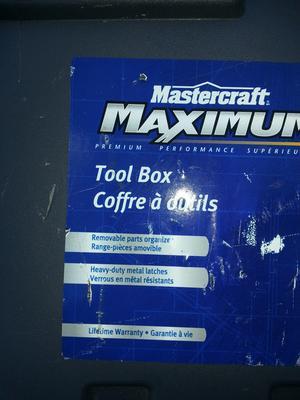 Mastercraft
MAXIMUM
PREMIUM PERFORMANCE SUPÉRIEU
Tool Box
Coffre à outils
Removable parts organizer
Range-pièces amovible
Heavy-duty metal latches
Verrous en métal résistants
Lifetime Warranty • Garantie à vie